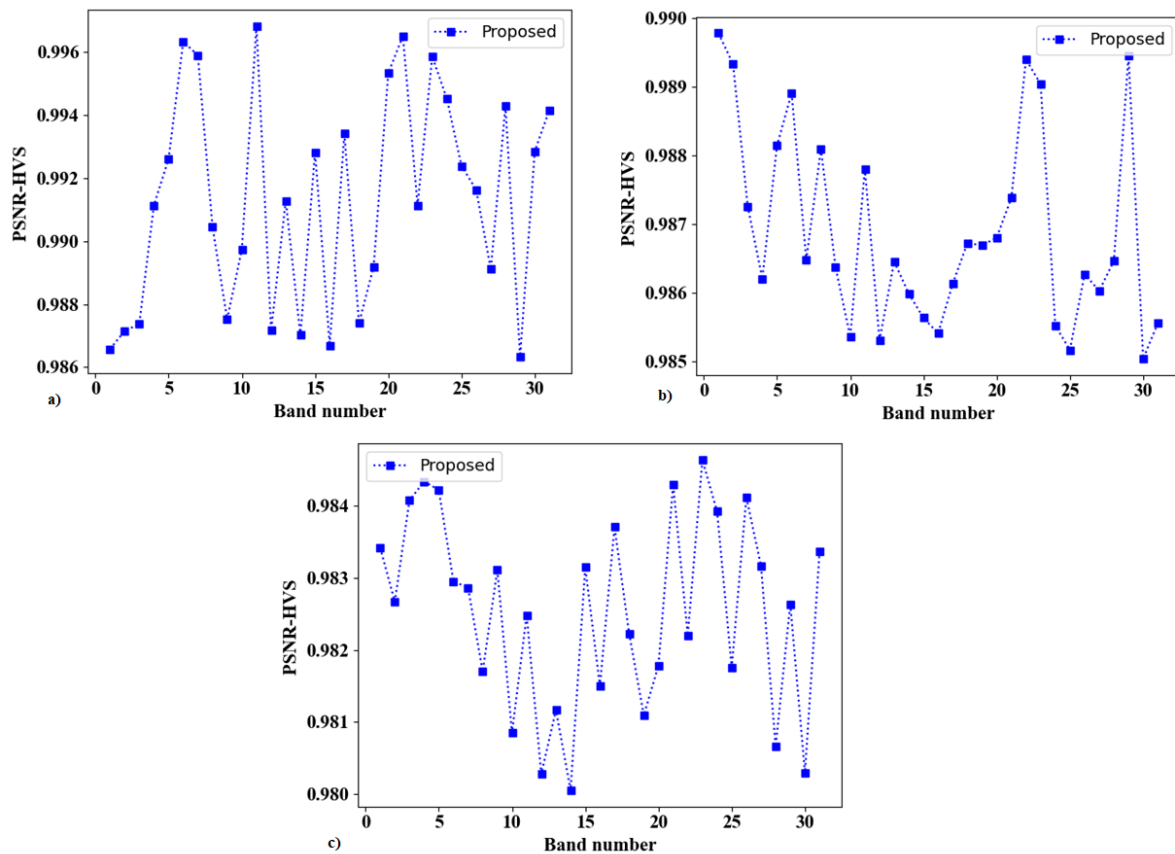 0.996
0.994
0.992
0.990
0.988
0.986
PSNR-HVS
Proposed
0 5 10 15 20 25 30
a)
Band number
0.990
0.989
0.988
0.987
0.986
0.985
PSNR-HVS
Proposed
0 5 10 15 20 25 30
b)
Band number
0.984
0.983
0.982
0.981
0.980
PSNR-HVS
Proposed
0 5 10 15 20 25 30
c)
Band number